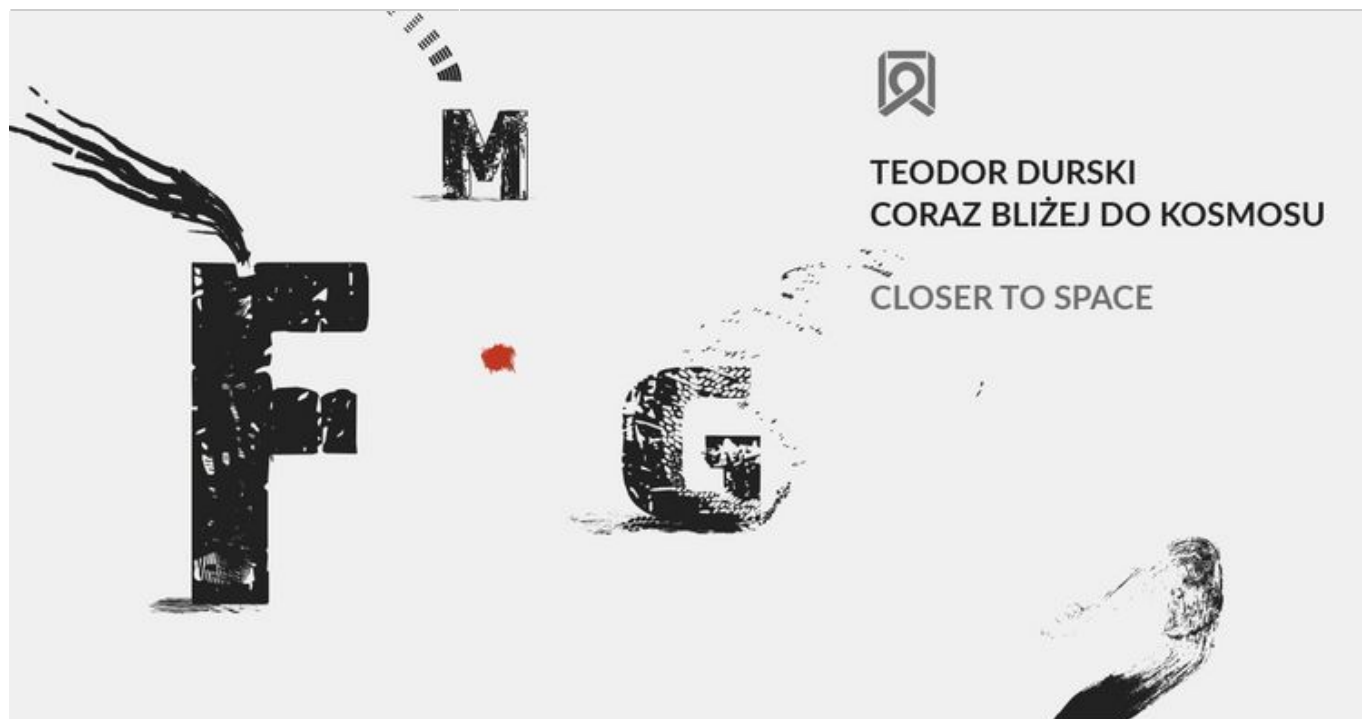 M
F
G
TEODOR DURSKI
CORAZ BLIŻEJ DO KOSMOSU
CLOSER TO SPACE